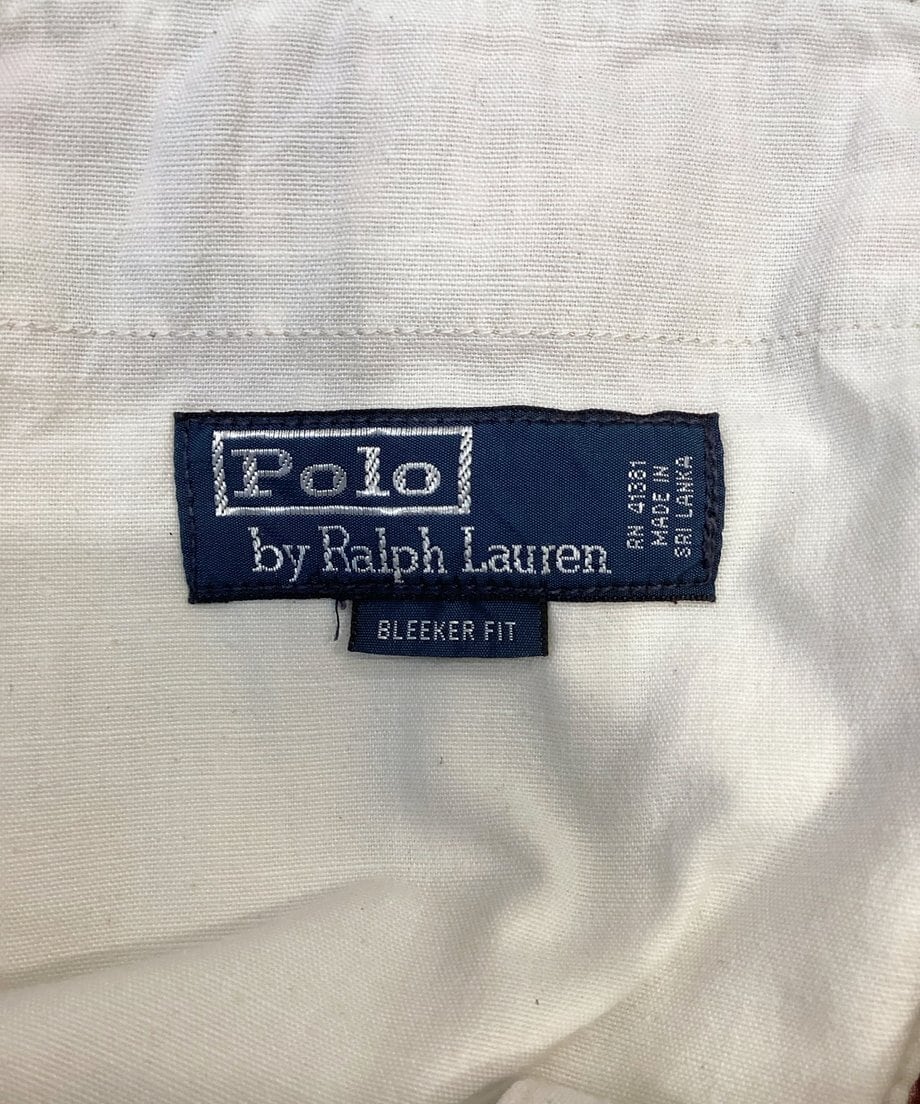 Polo
by Ralph Lauren
RN 41381
MADE IN
SRI LANKA
BLEEKER FIT